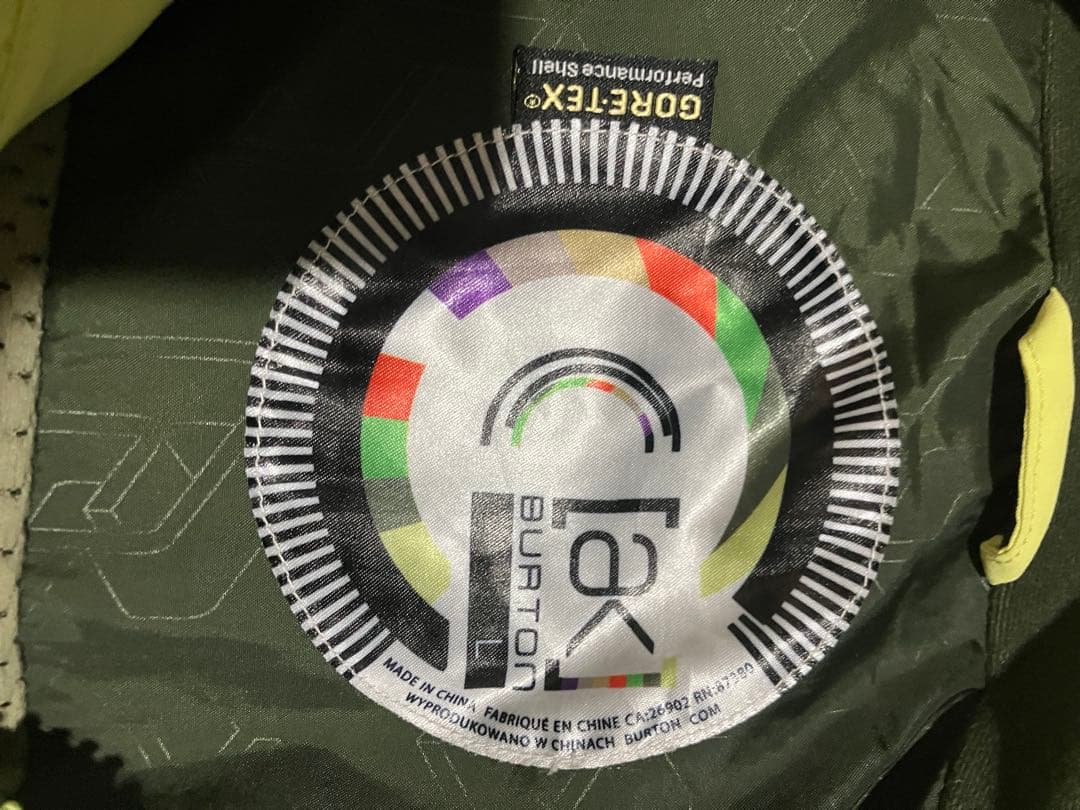 GORE-TEX®
Performance Shell
[ak]
BURTON
L
MADE IN CHINA FABRIQUÉ EN CHINE CA:26902 RN:87380
WYPRODUKOWANO W CHINACH BURTON COM